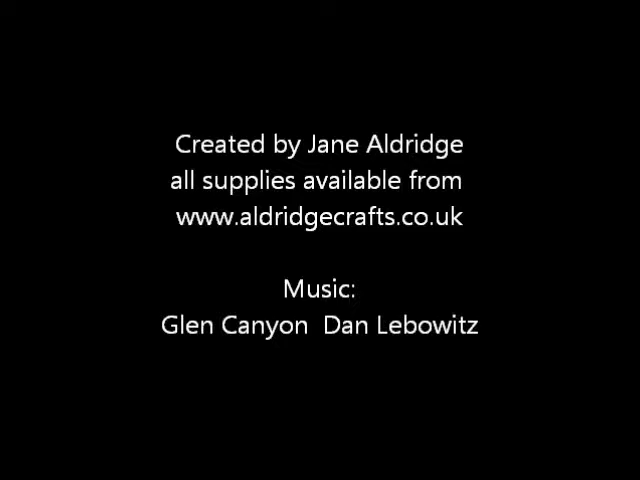 Created by Jane Aldridge
all supplies available from
www.aldridgecrafts.co.uk
Music:
Glen Canyon  Dan Lebowitz